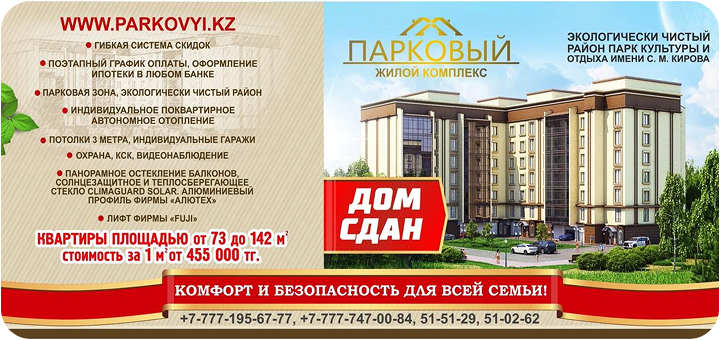 WWW.PARKOVYI.KZ
ГИБКАЯ СИСТЕМА СКИДОК
ПОЭТАПНЫЙ ГРАФИК ОПЛАТЫ, ОФОРМЛЕНИЕ
ИПОТЕКИ В ЛЮБОМ БАНКЕ
ПАРКОВАЯ ЗОНА, ЭКОЛОГИЧЕСКИ ЧИСТЫЙ РАЙОН
ИНДИВИДУАЛЬНОЕ ПОКВАРТИРНОЕ
АВТОНОМНОЕ ОТОПЛЕНИЕ
ПОТОЛКИ 3 МЕТРА, ИНДИВИДУАЛЬНЫЕ ГАРАЖИ
ОХРАНА, КСК, ВИДЕОНАБЛЮДЕНИЕ
ПАНОРАМНОЕ ОСТЕКЛЕНИЕ БАЛКОНОВ,
СОЛНЦЕЗАЩИТНОЕ И ТЕПЛОСБЕРЕГАЮЩЕЕ
СТЕКЛО CLIMAGUARD SOLAR. АЛЮМИНИЕВЫЙ
ПРОФИЛЬ ФИРМЫ «АЛЮТЕХ»
ЛИФТ ФИРМЫ «FUJI»
КВАРТИРЫ ПЛОЩАДЬЮ от 73 до 142 м²
стоимость за 1 м² от 455 000 тг.
ПАРКОВЫЙ
ЖИЛОЙ КОМПЛЕКС
ЭКОЛОГИЧЕСКИ ЧИСТЫЙ
РАЙОН ПАРК КУЛЬТУРЫ И
ОТДЫХА ИМЕНИ С. М. КИРОВА
ДОМ
СДАН
КОМФОРТ И БЕЗОПАСНОСТЬ ДЛЯ ВСЕЙ СЕМЬИ!
+7-777-195-67-77, +7-777-747-00-84, 51-51-29, 51-02-62